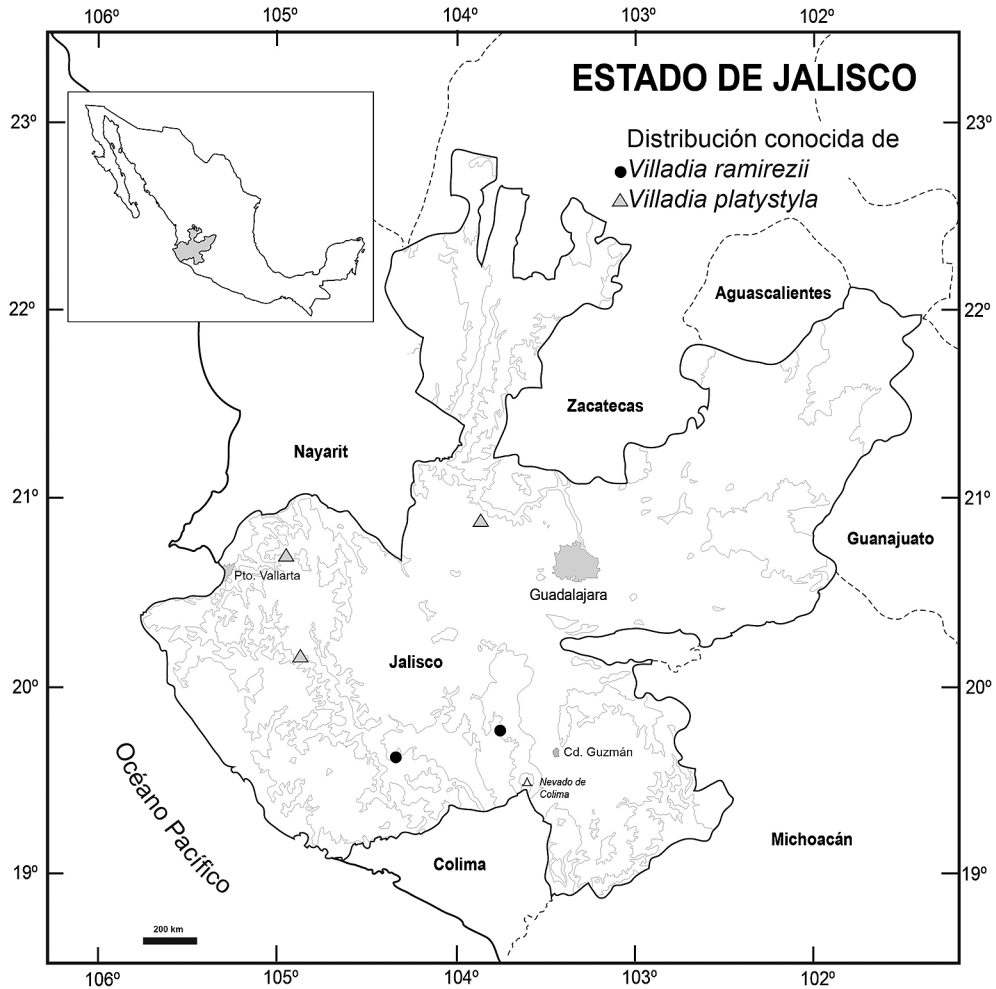 106º 105º 104º 103º 102º
ESTADO DE JALISCO
23º 23º
Distribución conocida de
Villadia ramirezii
Villadia platystyla
Aguascalientes
22º 22º
Zacatecas
Nayarit
21º 21º
Guanajuato
Pto. Vallarta
Guadalajara
Jalisco
20º 20º
Cd. Guzmán
Nevado de
Colima
Océano Pacífico
Michoacán
Colima
19º 19º
200 km
106º 105º 104º 103º 102º